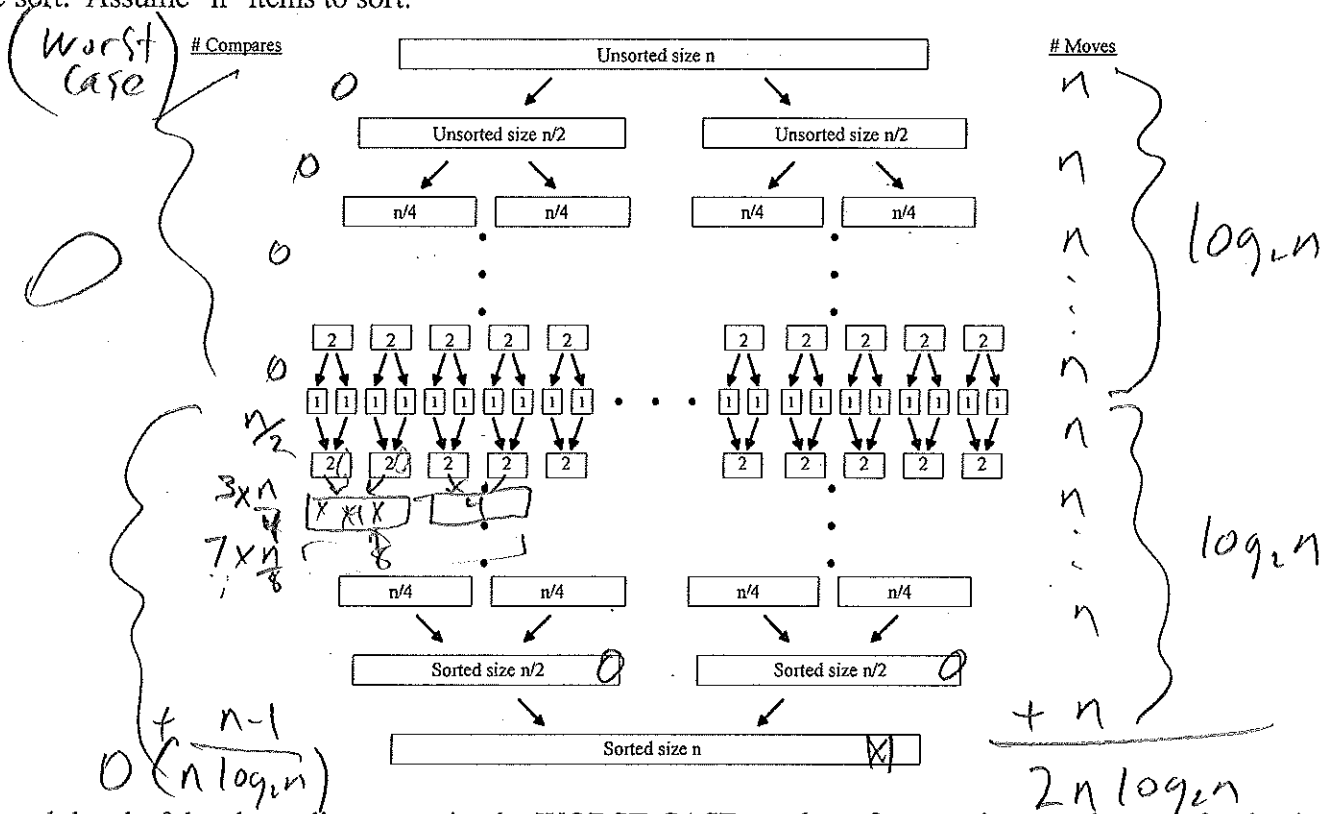 sort. Assume "n" items to sort.
(Worst
Case)
# Compares
Unsorted size n
# Moves
0
n
Unsorted size n/2
Unsorted size n/2
0
n
n/4
n/4
n/4
n/4
0
n
log₂n
2 2 2 2 2 2 2 2 2 2
0
n
1 1 1 1 1 1 1 1 1 1 . . . 1 1 1 1 1 1 1 1 1 1
n/2
n
2 2 2 2 2 2 2 2 2 2
3 x n/4
X X X
n
7 x n/8
8
log₂n
n/4
n/4
n/4
n/4
n
Sorted size n/2
0
Sorted size n/2
0
+ n-1
+ n
Sorted size n
X
O(n log₂n)
2n log₂n